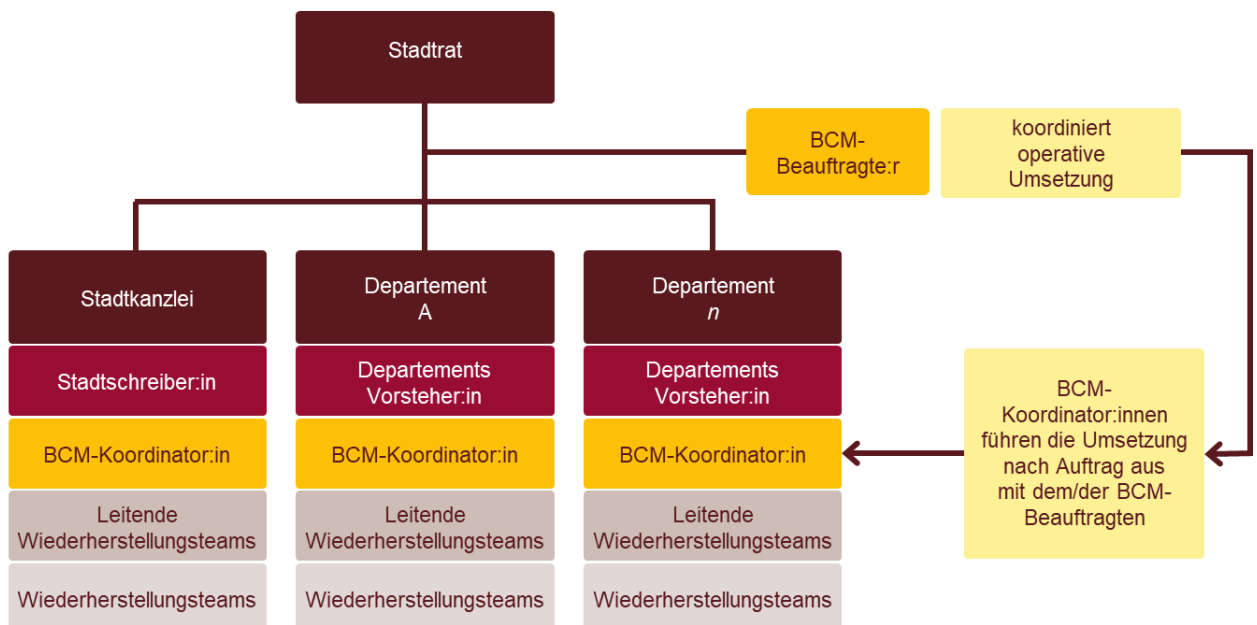 Stadtrat
BCM-
Beauftragte:r
koordiniert
operative
Umsetzung
Stadtkanzlei
Departement
A
Departement
n
Stadtschreiber:in
Departements
Vorsteher:in
Departements
Vorsteher:in
BCM-Koordinator:in
BCM-Koordinator:in
BCM-Koordinator:in
BCM-
Koordinator:innen
führen die Umsetzung
nach Auftrag aus
mit dem/der BCM-
Beauftragten
Leitende
Wiederherstellungsteams
Leitende
Wiederherstellungsteams
Leitende
Wiederherstellungsteams
Wiederherstellungsteams
Wiederherstellungsteams
Wiederherstellungsteams